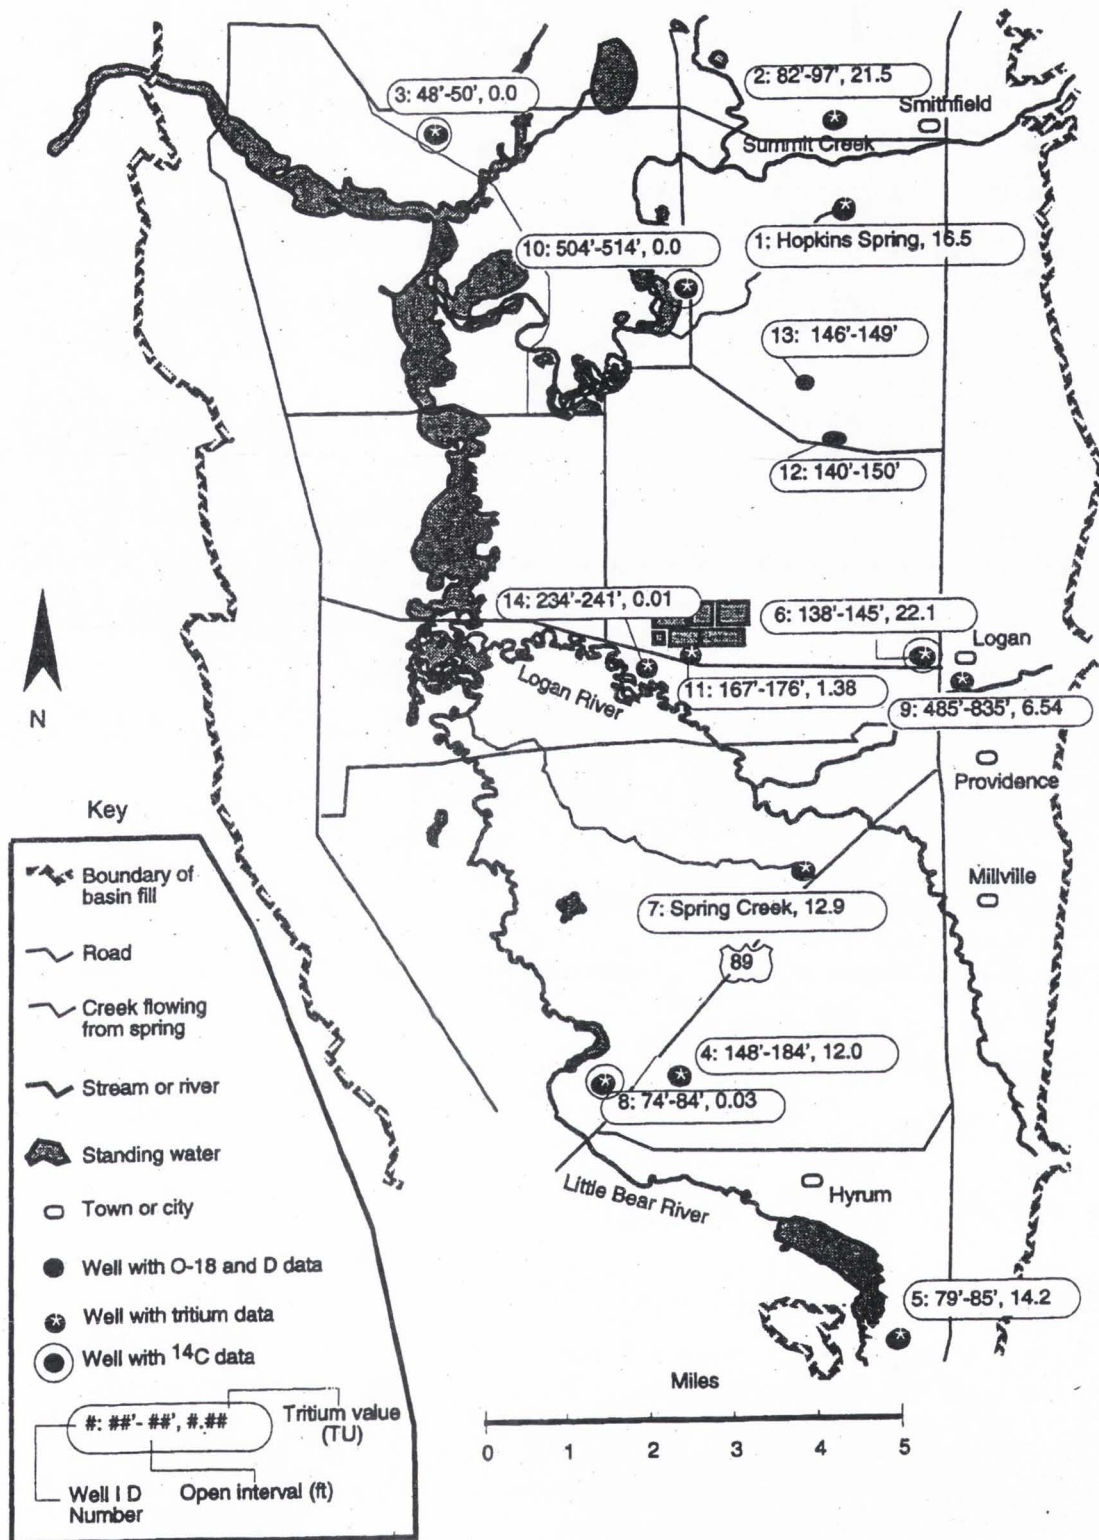 3: 48'-50', 0.0
2: 82'-97', 21.5
Smithfield
Summit Creek
10: 504'-514', 0.0
1: Hopkins Spring, 16.5
13: 146'-149'
12: 140'-150'
14: 234'-241', 0.01
6: 138'-145', 22.1
Logan
Logan River
11: 167'-176', 1.38
9: 485'-835', 6.54
N
Providence
Millville
7: Spring Creek, 12.9
89
4: 148'-184', 12.0
8: 74'-84', 0.03
Little Bear River
Hyrum
5: 79'-85', 14.2
Key
Boundary of
basin fill
Road
Creek flowing
from spring
Stream or river
Standing water
Town or city
Well with O-18 and D data
Well with tritium data
Well with 14C data
#: ##'- ##', #.##
Tritium value
(TU)
Well I D
Number
Open interval (ft)
Miles
0 1 2 3 4 5